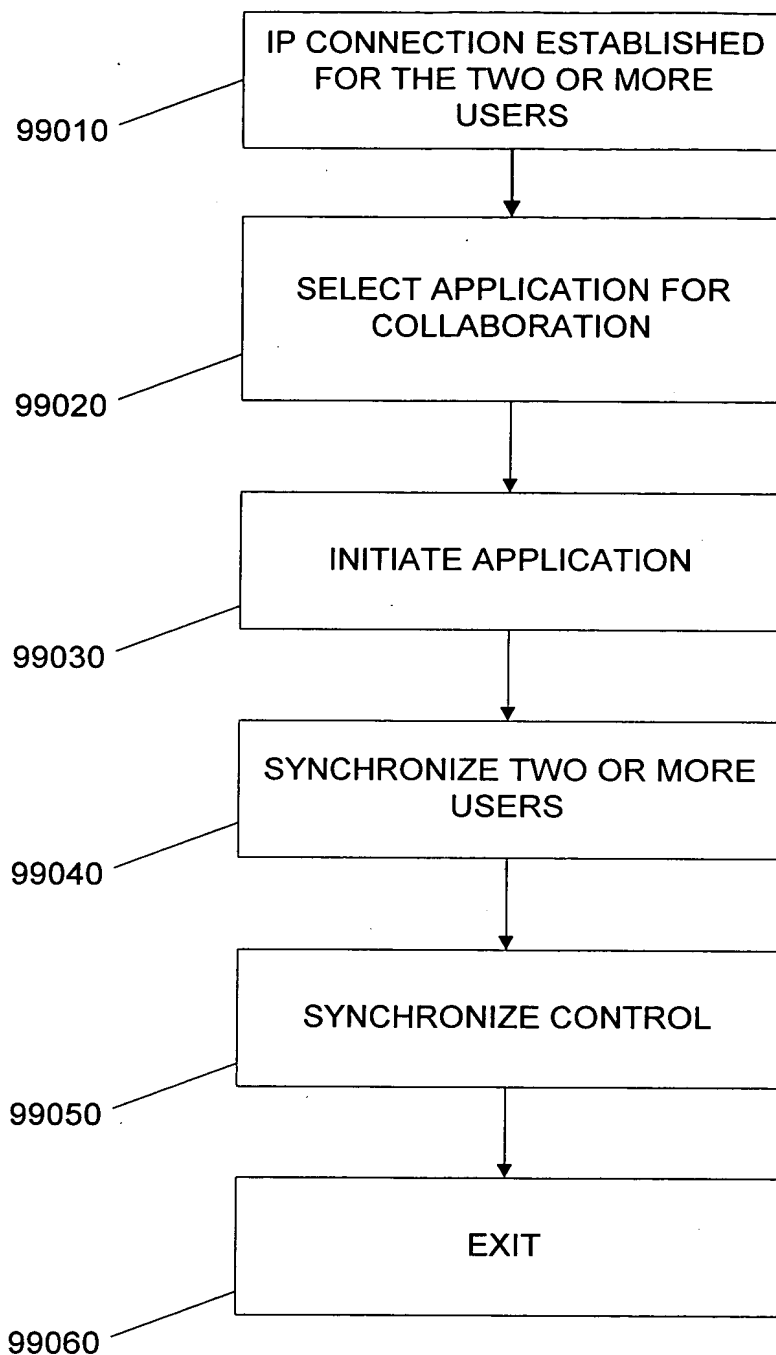 IP CONNECTION ESTABLISHED
FOR THE TWO OR MORE
USERS
99010
SELECT APPLICATION FOR
COLLABORATION
99020
INITIATE APPLICATION
99030
SYNCHRONIZE TWO OR MORE
USERS
99040
SYNCHRONIZE CONTROL
99050
EXIT
99060